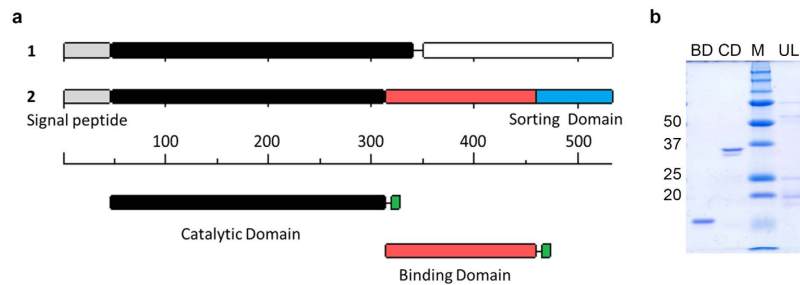 a
1
2
Signal peptide
Sorting Domain
100 200 300 400 500
Catalytic Domain
Binding Domain
b
BD CD M UL
50
37
25
20